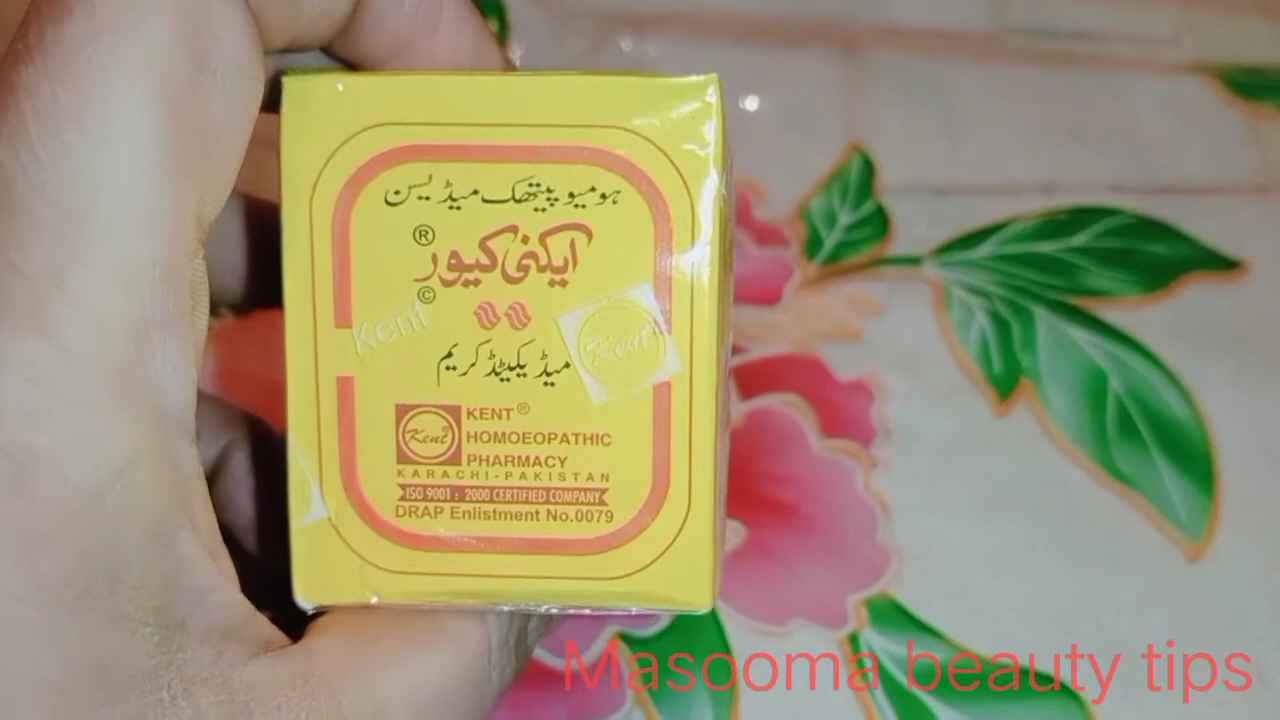 ہومیو پیتھک میڈیسن
ایکنی کیور ®
©
Kent
Kent
میڈیکیٹڈ کریم
Kent
KENT ®
HOMOEOPATHIC
PHARMACY
KARACHI-PAKISTAN
ISO 9001 : 2000 CERTIFIED COMPANY
DRAP Enlistment No.0079
Masooma beauty tips